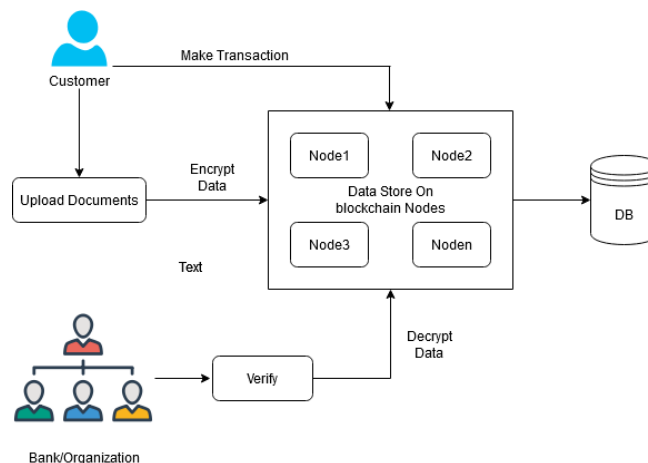 Make Transaction
Customer
Node1
Node2
Encrypt
Data
Upload Documents
Data Store On
blockchain Nodes
DB
Node3
Noden
Text
Decrypt
Data
Verify
Bank/Organization